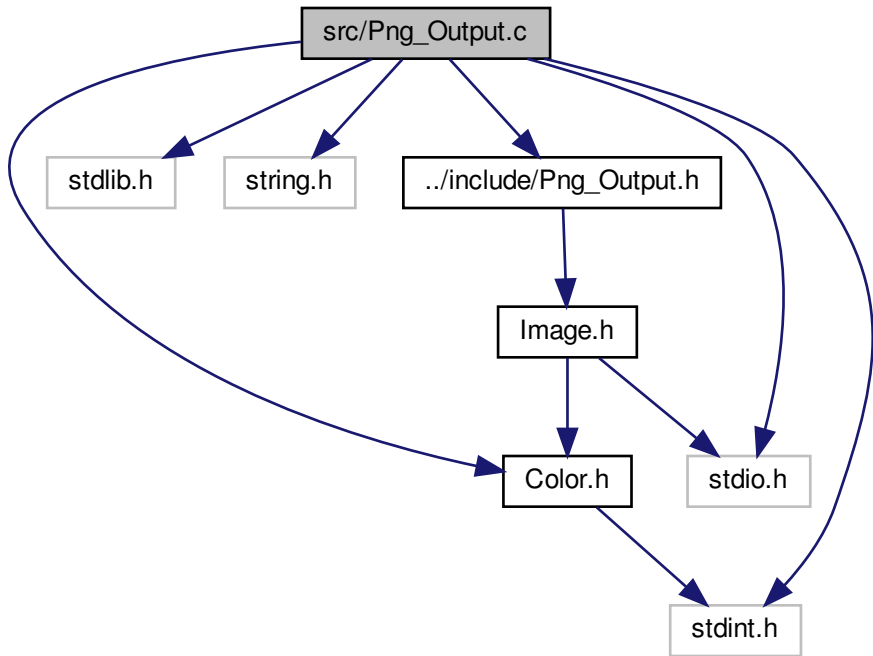 src/Png_Output.c
stdlib.h
string.h
../include/Png_Output.h
Image.h
Color.h
stdio.h
stdint.h